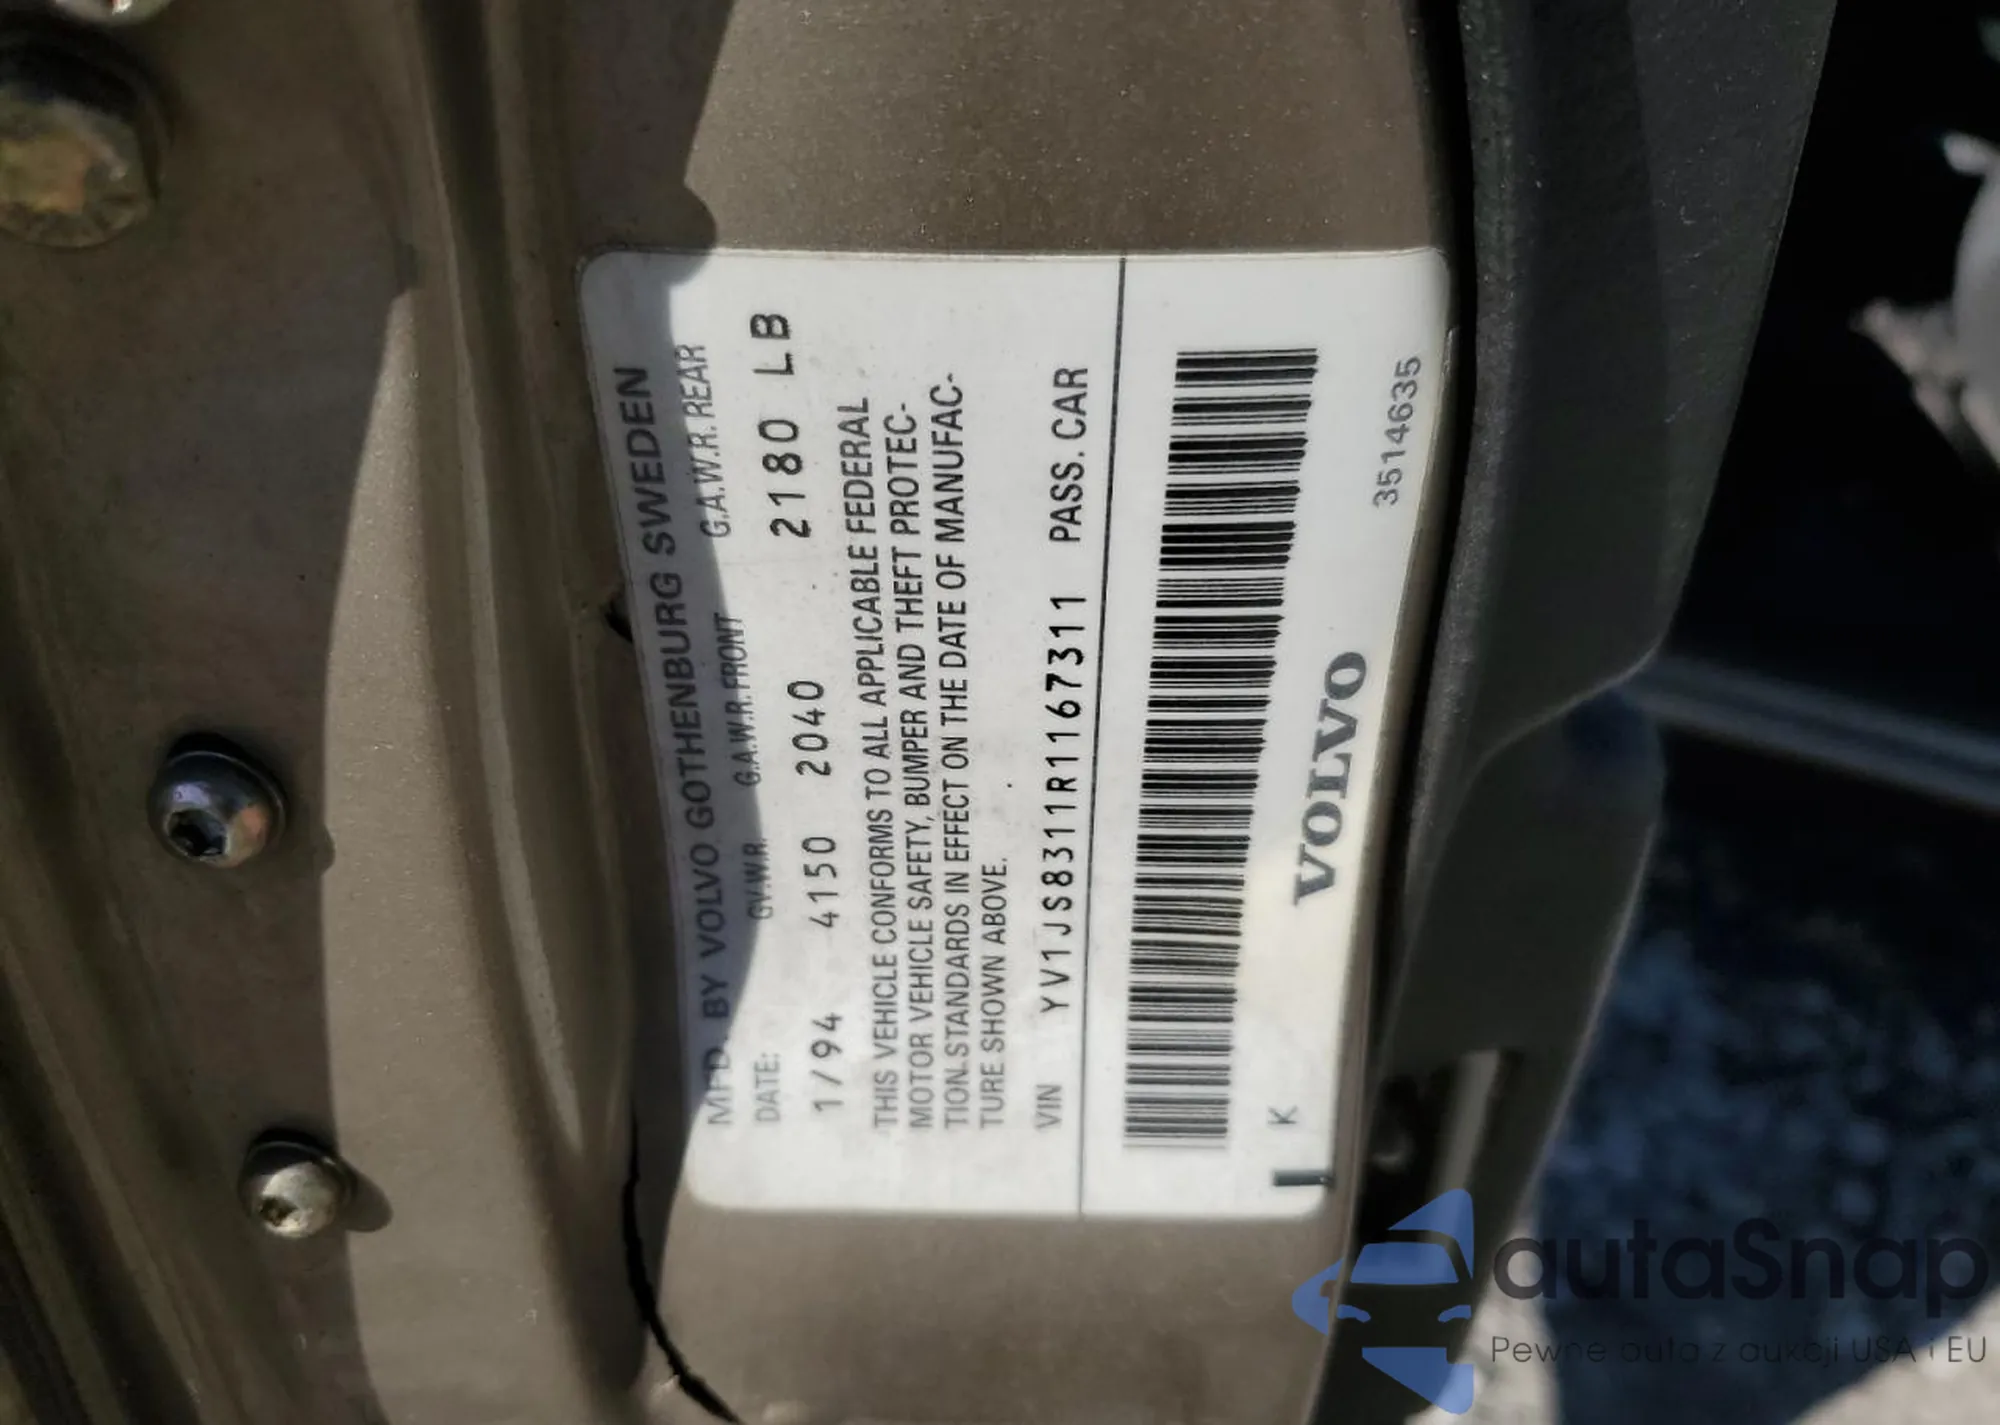 MFD. BY VOLVO GOTHENBURG SWEDEN
DATE: GV.W.R. G.A.W.R. FRONT G.A.W.R. REAR
1/94 4150 2040 2180 LB
THIS VEHICLE CONFORMS TO ALL APPLICABLE FEDERAL
MOTOR VEHICLE SAFETY, BUMPER AND THEFT PROTEC-
TION. STANDARDS IN EFFECT ON THE DATE OF MANUFAC-
TURE SHOWN ABOVE.
VIN YV1JS8311R1167311 PASS. CAR
K
VOLVO
3514635
autaSnap
Pewne auta z aukcji USA i EU